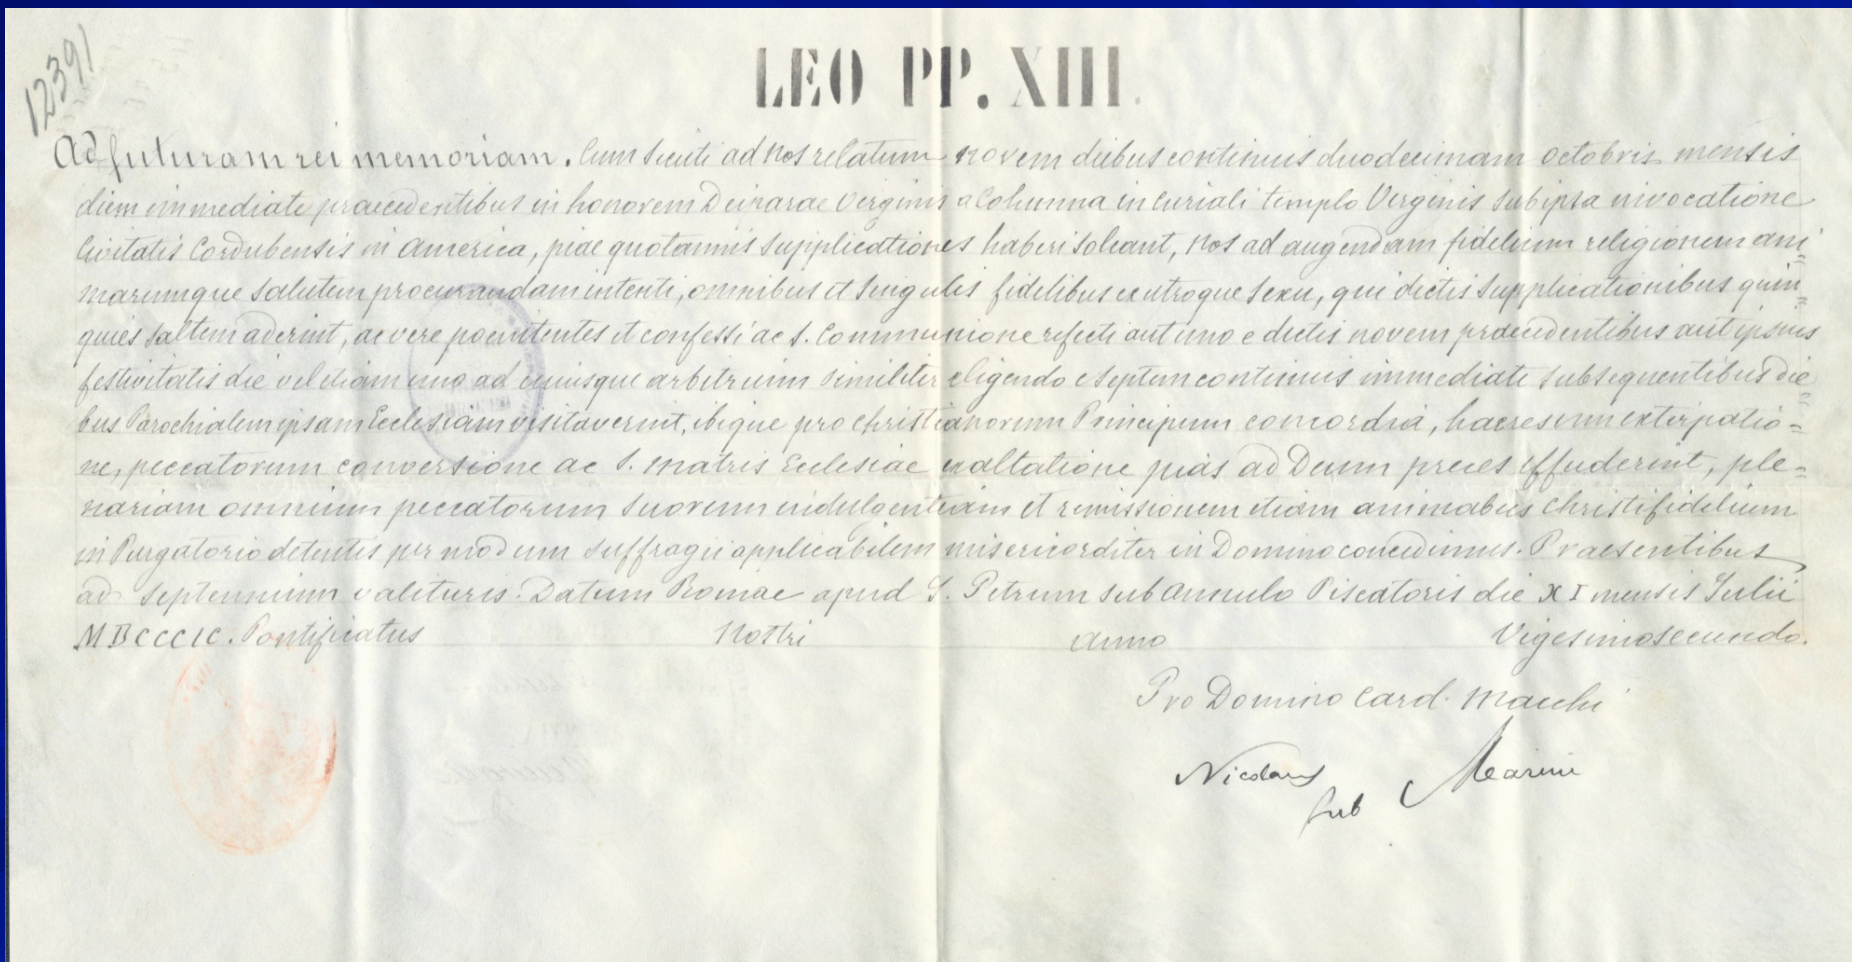 12391
LEO PP. XIII.
Ad futuram rei memoriam. Cum sicuti ad Nos relatum novem diebus continuis duodecimam octobris mensis
diem immediate praecedentibus in honorem Deiparae Virginis a Columna in curiali templo Virginis sub ipsa invocatione
Civitatis Cordubensis in America, piae quotannis supplicationes haberi soleant, Nos ad augendam fidelium religionem ani=
marumque salutem procurandam intenti, omnibus et singulis fidelibus ex utroque sexu, qui dictis supplicationibus quin=
quies saltem aderint, ac vere poenitentes et confessi ac S. Communione refecti aut uno e dictis novem praecedentibus aut ipsius
festivitatis die vel etiam uno ad cuiusque arbitrium similiter eligendo e septem continuis immediate subsequentibus die=
bus Parochialem ipsam Ecclesiam visitaverint, ibique pro christianorum Principum concordia, haeresum extirpatio=
ne, peccatorum conversione ac S. Matris Ecclesiae exaltatione pias ad Deum preces effuderint, ple=
nariam omnium peccatorum suorum indulgentiam et remissionem etiam animabus Christifidelium
in Purgatorio detentis per modum suffragii applicabilem misericorditer in Domino concedimus. Praesentibus
ad Septennium valituris. Datum Romae apud S. Petrum sub Annulo Piscatoris die XI mensis Iulii
MDCCCIC. Pontificatus Nostri anno Vigesimosecundo.
Pro Domino Card. Macchi
Nicolaus Marini
Sub